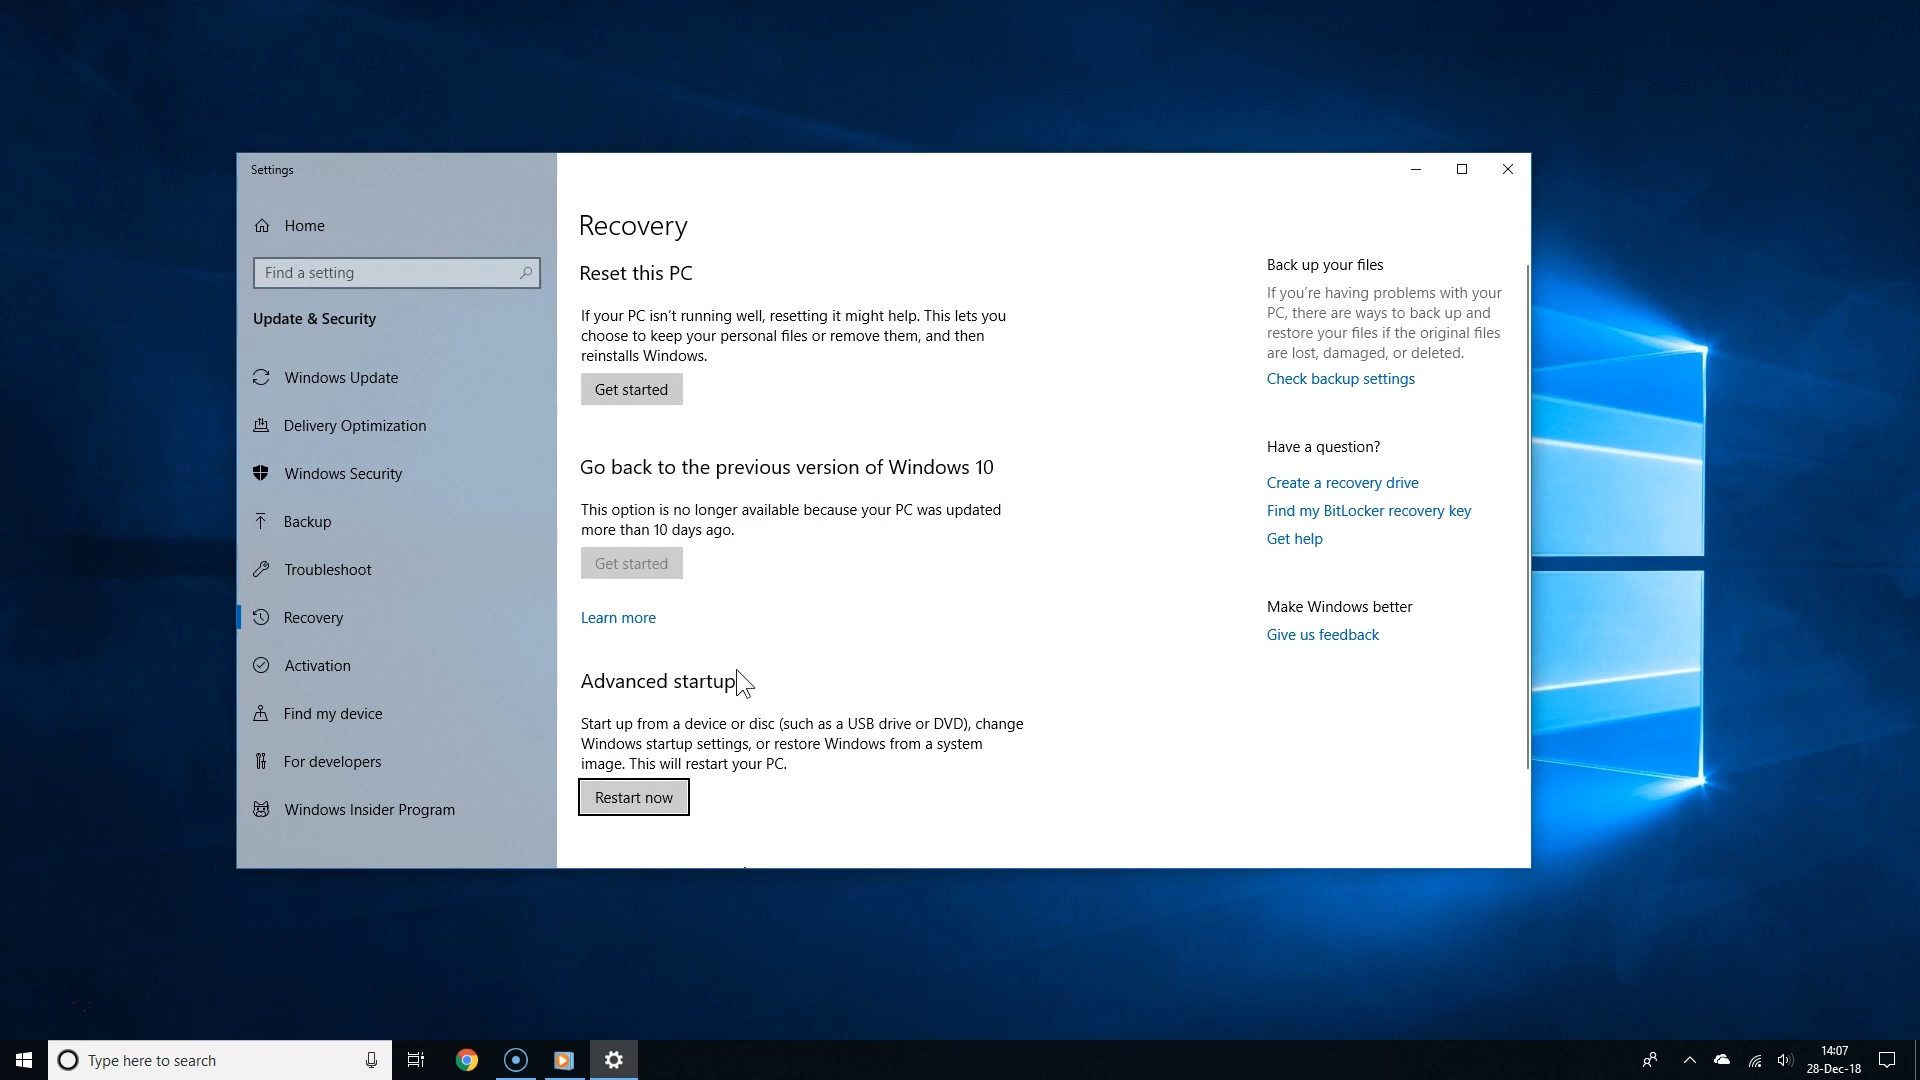 Settings
Home
Find a setting
Update & Security
Windows Update
Delivery Optimization
Windows Security
Backup
Troubleshoot
Recovery
Activation
Find my device
For developers
Windows Insider Program
Recovery
Reset this PC
If your PC isn't running well, resetting it might help. This lets you
choose to keep your personal files or remove them, and then
reinstalls Windows.
Get started
Go back to the previous version of Windows 10
This option is no longer available because your PC was updated
more than 10 days ago.
Get started
Learn more
Advanced startup
Start up from a device or disc (such as a USB drive or DVD), change
Windows startup settings, or restore Windows from a system
image. This will restart your PC.
Restart now
Back up your files
If you're having problems with your
PC, there are ways to back up and
restore your files if the original files
are lost, damaged, or deleted.
Check backup settings
Have a question?
Create a recovery drive
Find my BitLocker recovery key
Get help
Make Windows better
Give us feedback
Type here to search
14:07
28-Dec-18